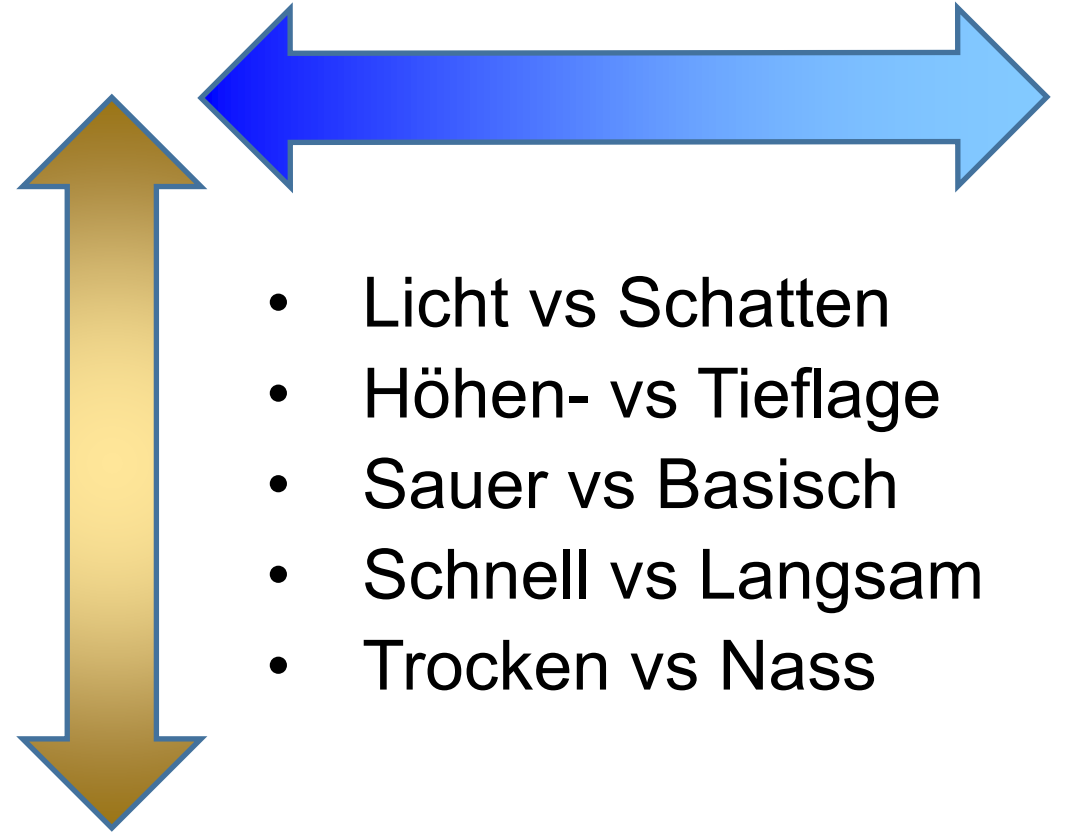 • Licht vs Schatten
• Höhen- vs Tieflage
• Sauer vs Basisch
• Schnell vs Langsam
• Trocken vs Nass